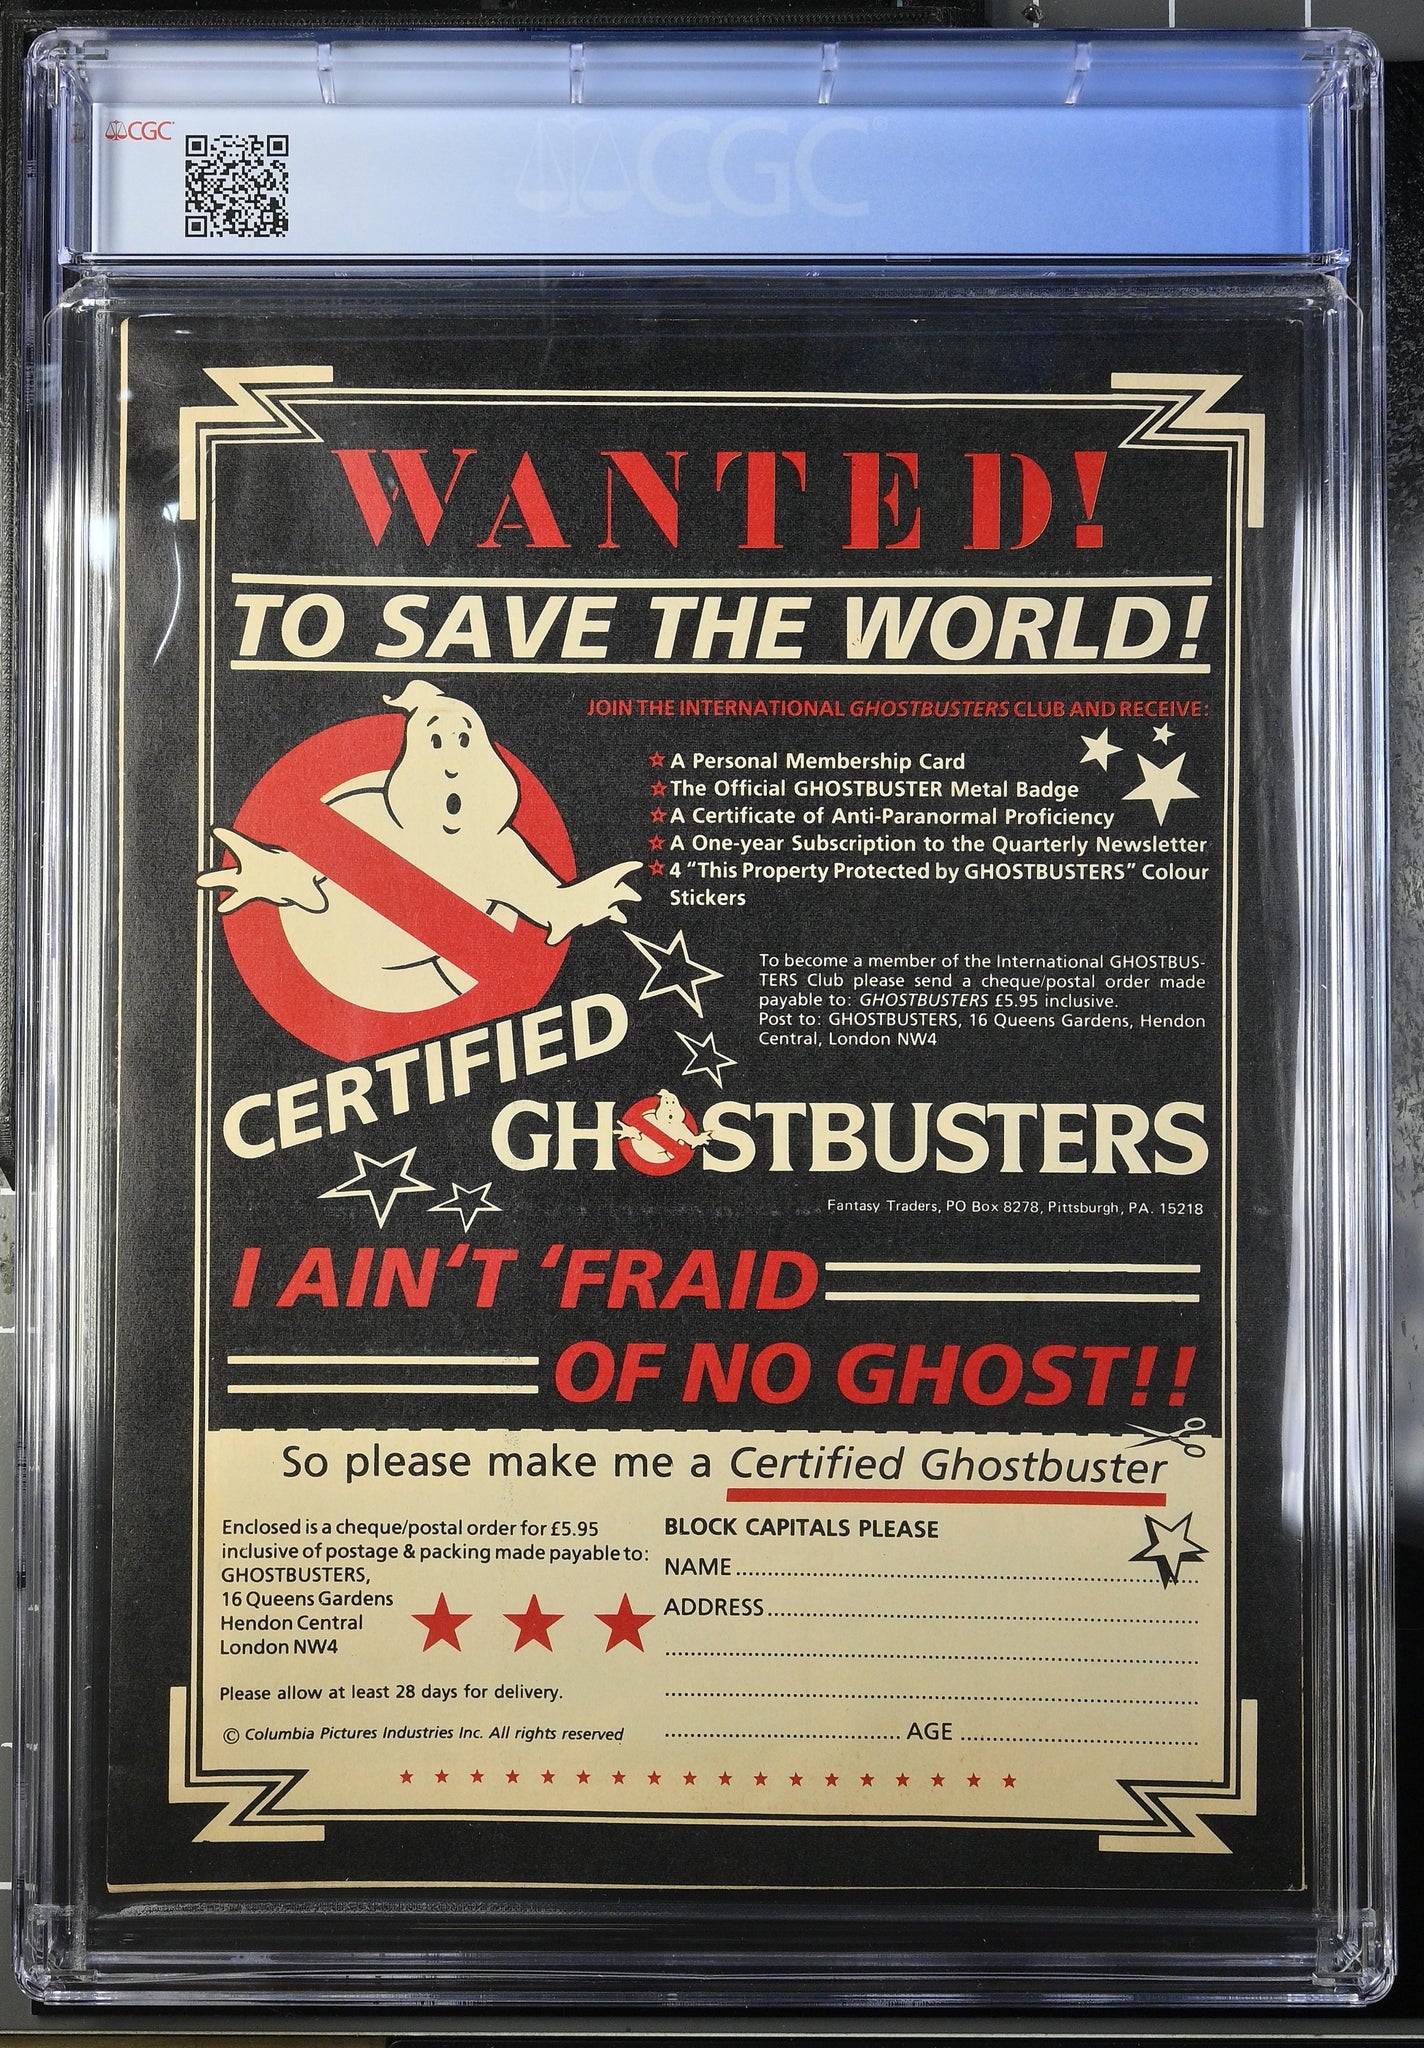 CGC
CGC
WANTED!
TO SAVE THE WORLD!
JOIN THE INTERNATIONAL GHOSTBUSTERS CLUB AND RECEIVE:
☆ A Personal Membership Card
☆ The Official GHOSTBUSTER Metal Badge
☆ A Certificate of Anti-Paranormal Proficiency
☆ A One-year Subscription to the Quarterly Newsletter
☆ 4 “This Property Protected by GHOSTBUSTERS” Colour
Stickers
To become a member of the International GHOSTBUS-
TERS Club please send a cheque/postal order made
payable to: GHOSTBUSTERS £5.95 inclusive.
Post to: GHOSTBUSTERS, 16 Queens Gardens, Hendon
Central, London NW4
CERTIFIED
GHOSTBUSTERS
Fantasy Traders, PO Box 8278, Pittsburgh, PA. 15218
I AIN‘T ‘FRAID
OF NO GHOST!!
So please make me a Certified Ghostbuster
Enclosed is a cheque/postal order for £5.95
inclusive of postage & packing made payable to:
GHOSTBUSTERS,
16 Queens Gardens
Hendon Central
London NW4
Please allow at least 28 days for delivery.
© Columbia Pictures Industries Inc. All rights reserved
BLOCK CAPITALS PLEASE
NAME
ADDRESS
AGE